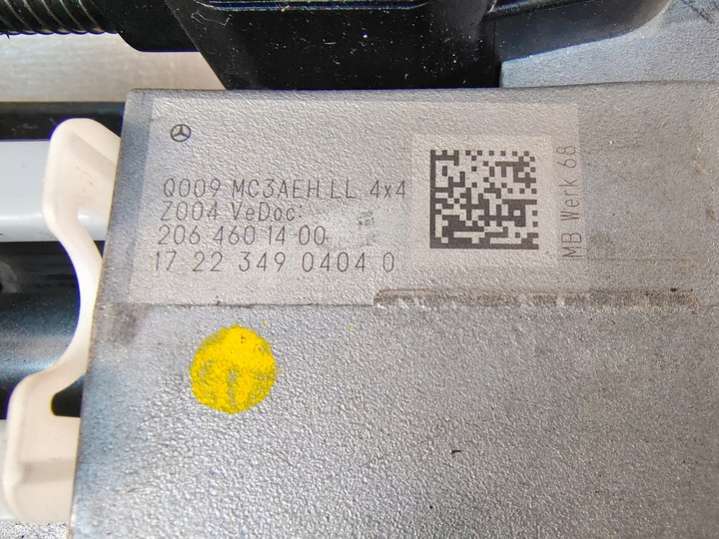 Q009 MC3AEH LL 4x4
Z004 VeDoc:
206 460 14 00
17 22 349 0404 0
MB Werk 68